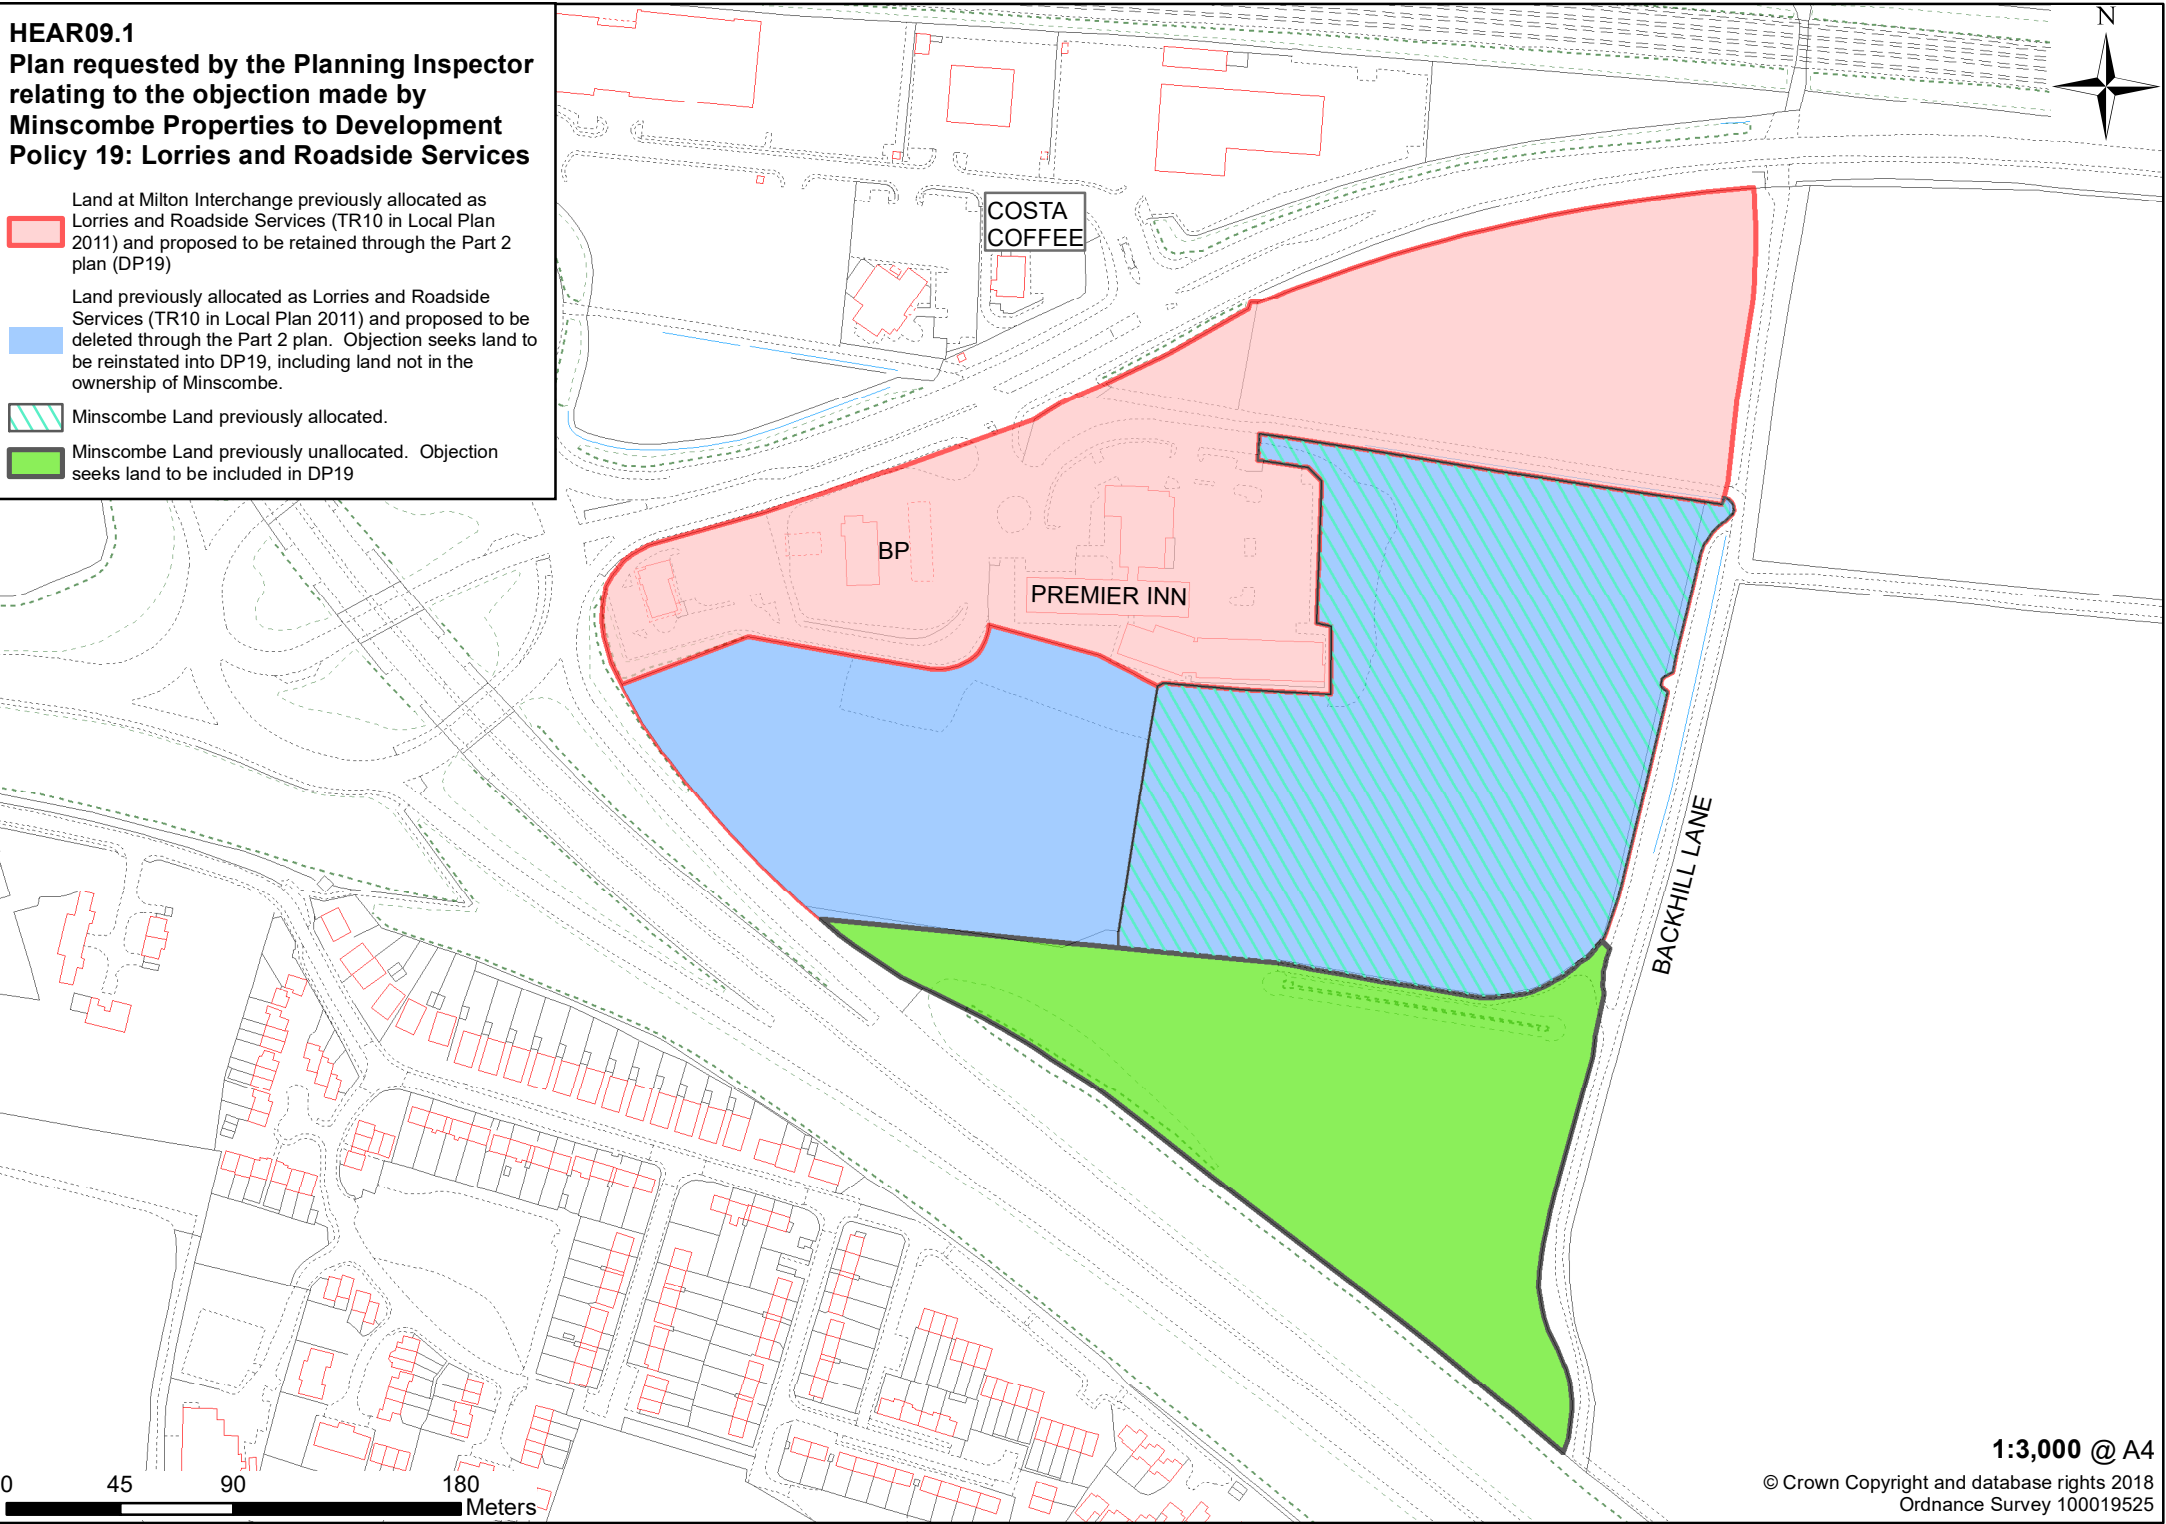 HEAR09.1
Plan requested by the Planning Inspector
relating to the objection made by
Minscombe Properties to Development
Policy 19: Lorries and Roadside Services
Land at Milton Interchange previously allocated as
Lorries and Roadside Services (TR10 in Local Plan
2011) and proposed to be retained through the Part 2
plan (DP19)
Land previously allocated as Lorries and Roadside
Services (TR10 in Local Plan 2011) and proposed to be
deleted through the Part 2 plan.  Objection seeks land to
be reinstated into DP19, including land not in the
ownership of Minscombe.
Minscombe Land previously allocated.
Minscombe Land previously unallocated.  Objection
seeks land to be included in DP19
N
COSTA
COFFEE
BP
PREMIER INN
BACKHILL LANE
0 45 90 180
Meters
1:3,000 @ A4
© Crown Copyright and database rights 2018
Ordnance Survey 100019525